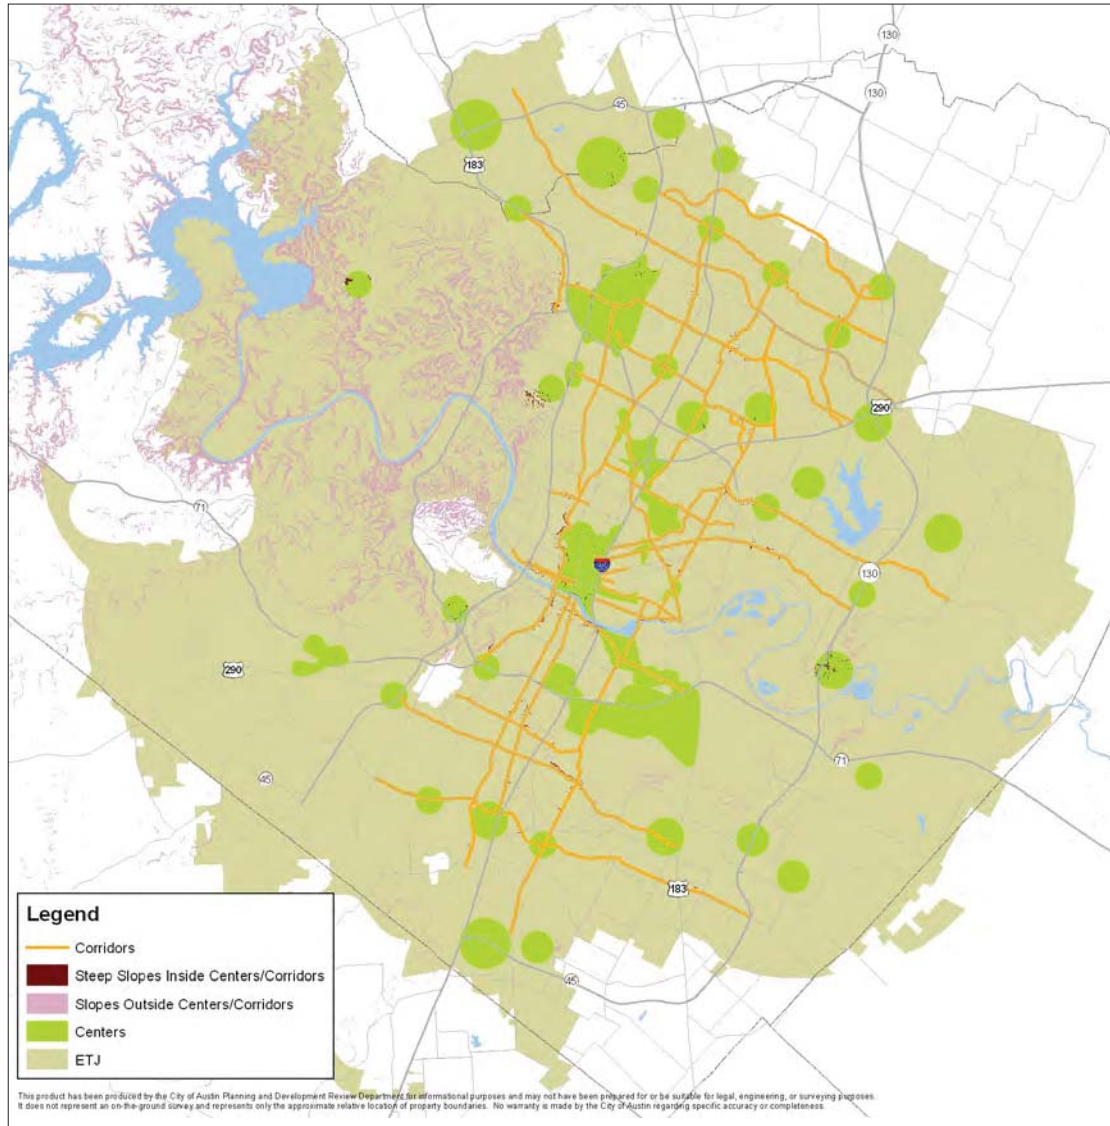 130
130
45
183
290
71
130
290
71
45
183
45
Legend
Corridors
Steep Slopes Inside Centers/Corridors
Slopes Outside Centers/Corridors
Centers
ETJ
This product has been produced by the City of Austin Planning and Development Review Department for informational purposes and may not have been prepared for or be suitable for legal, engineering, or surveying purposes.
It does not represent an on-the-ground survey and represents only the approximate relative location of property boundaries. No warranty is made by the City of Austin regarding specific accuracy or completeness.